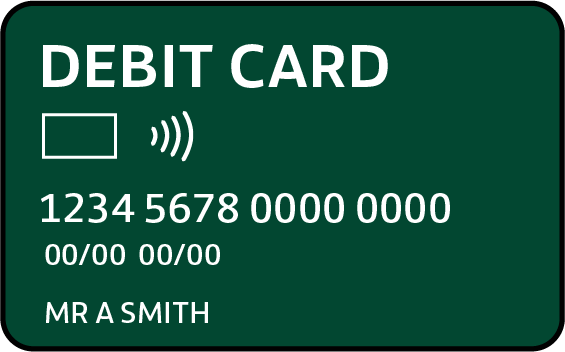 DEBIT CARD
1234 5678 0000 0000
00/00 00/00
MR A SMITH